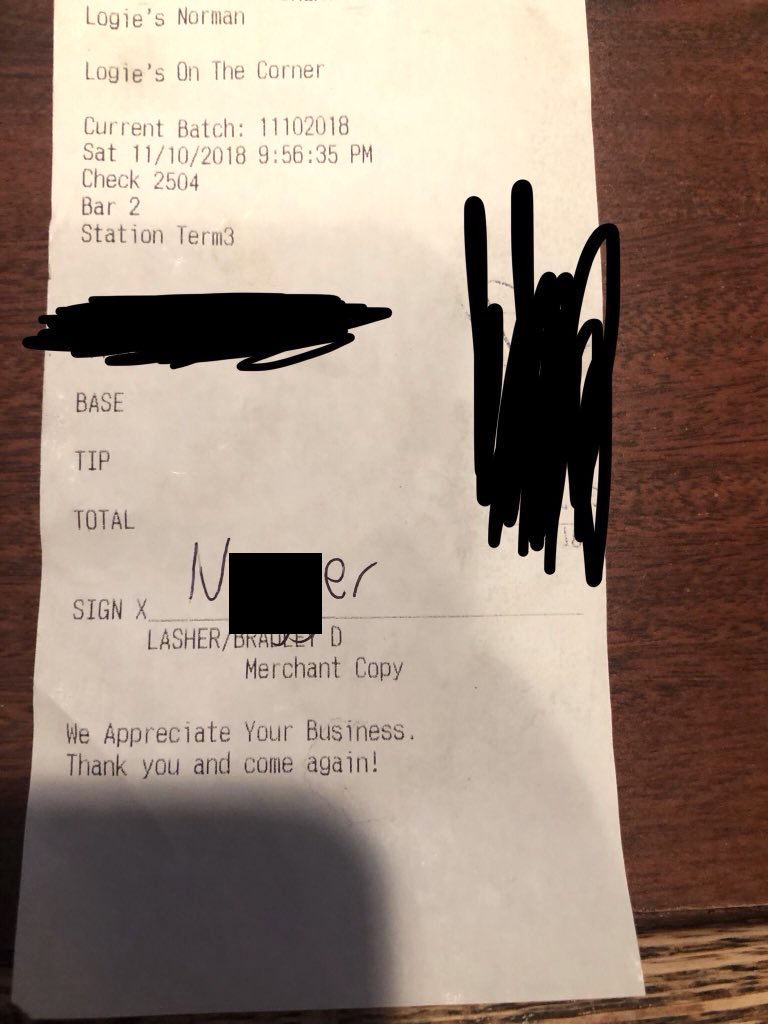 Logie's Norman
Logie's On The Corner
Current Batch: 11102018
Sat 11/10/2018 9:56:35 PM
Check 2504
Bar 2
Station Term3
BASE
TIP
TOTAL
SIGN X
LASHER/BRADLEY D
Merchant Copy
We Appreciate Your Business.
Thank you and come again!